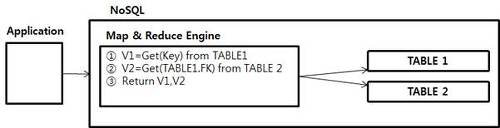 NoSQL
Application
Map & Reduce Engine
① V1=Get(Key) from TABLE1
② V2=Get(TABLE1.FK) from TABLE 2
③ Return V1,V2
TABLE 1
TABLE 2